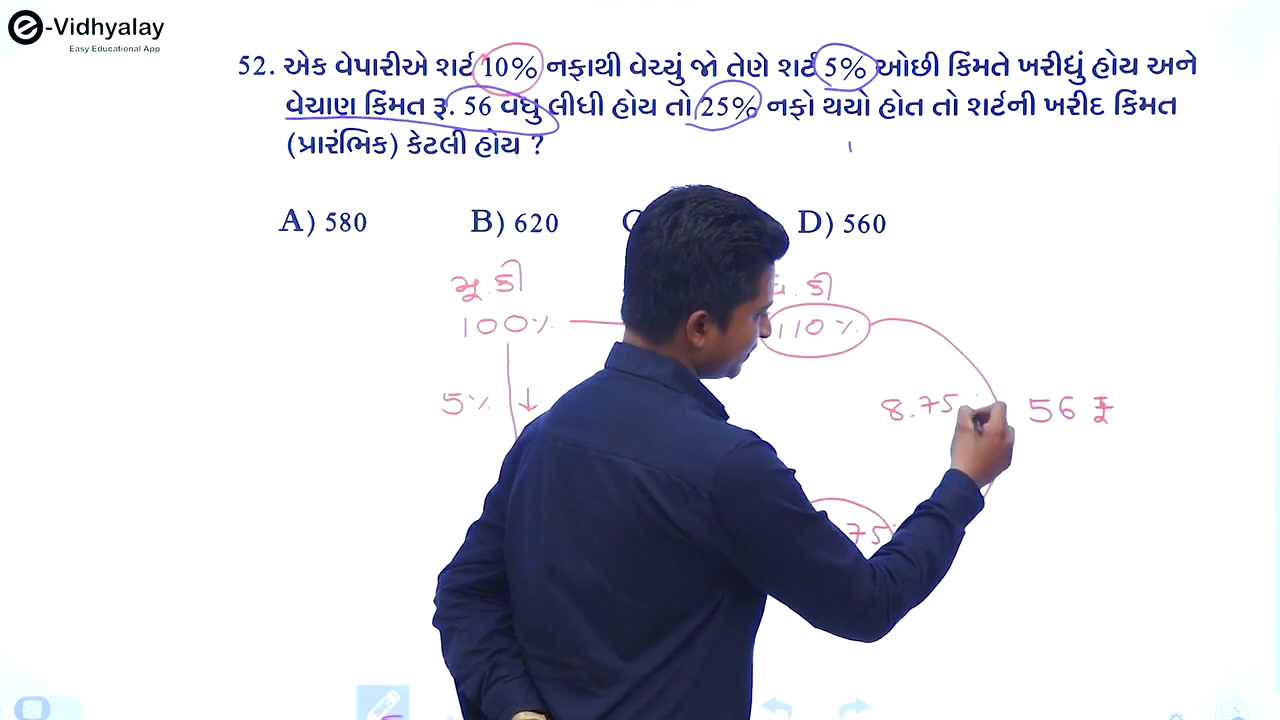 e-Vidhyalay
Easy Educational App
52. એક વેપારીએ શર્ટ 10% નફાથી વેચ્યું જો તેણે શર્ટ 5% ઓછી કિંમતે ખરીધું હોય અને
વેચાણ કિંમત રૂ. 56 વધુ લીધી હોય તો 25% નફો થયો હોત તો શર્ટની ખરીદ કિંમત
(પ્રારંભિક) કેટલી હોય ?
A) 580 B) 620 D) 560
મૂ. કી . કી
100% 110%
5% ↓ 8.75 56 રૂ
75%